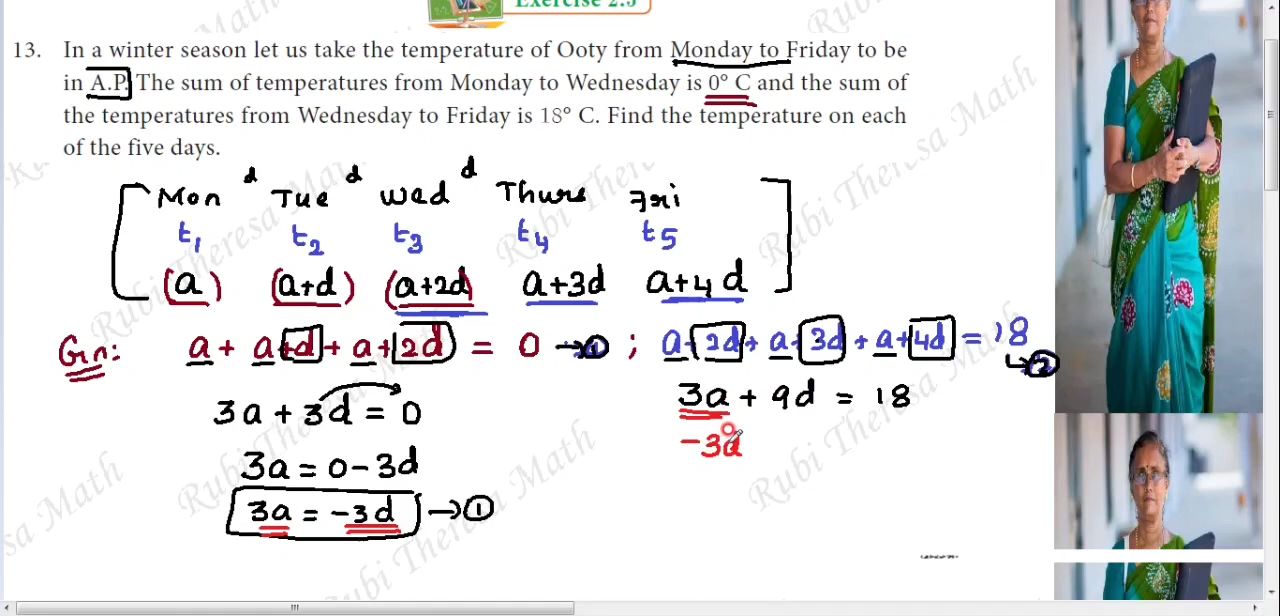 Exercise 2.5
13. In a winter season let us take the temperature of Ooty from Monday to Friday to be
in A.P. The sum of temperatures from Monday to Wednesday is 0° C and the sum of
the temperatures from Wednesday to Friday is 18° C. Find the temperature on each
of the five days.
d d d
Mon Tue Wed Thurs Fri
t1 t2 t3 t4 t5
(a) (a+d) (a+2d) a+3d a+4d
Gn: a + a+d + a+2d = 0 → ① ; a+2d + a+3d + a+4d = 18
↳ ②
3a + 3d = 0 3a + 9d = 18
3a = 0 - 3d -3d
3a = -3d → ①
Rubi Theresa Math